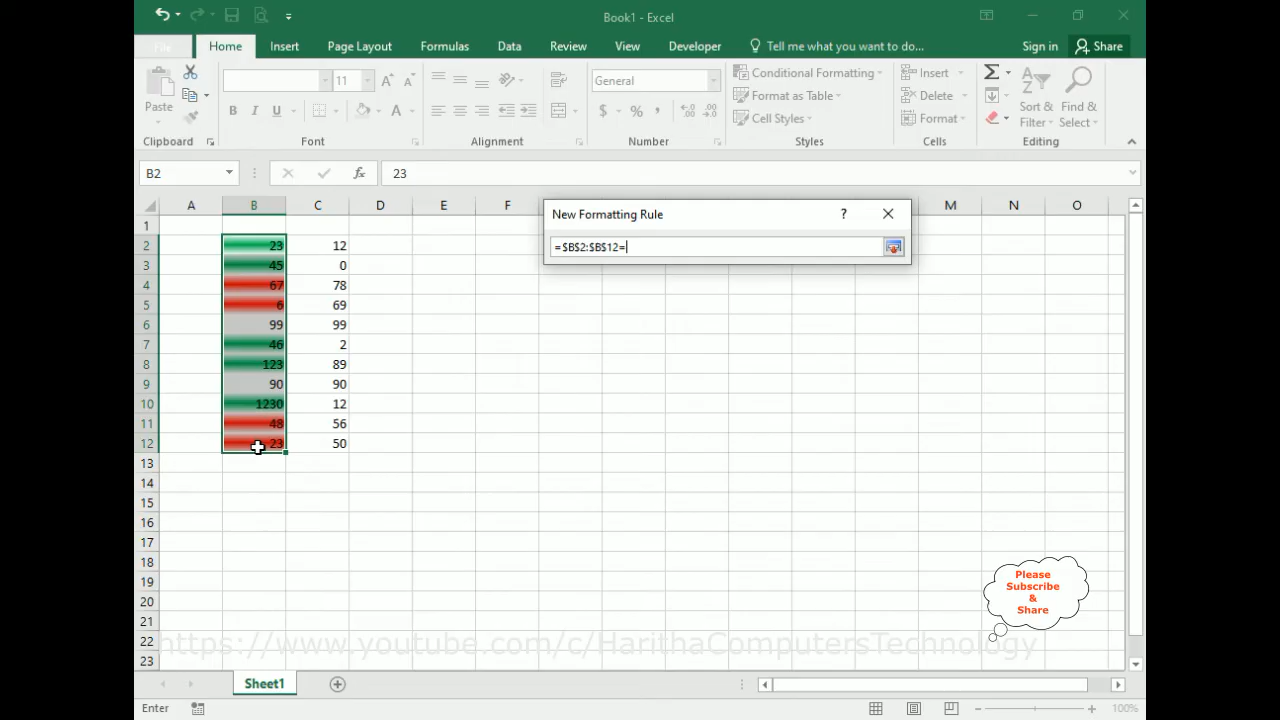 Book1 - Excel
File Home Insert Page Layout Formulas Data Review View Developer Tell me what you want to do... Sign in Share
Paste
11
B I U A
General
$ % ,
Conditional Formatting
Format as Table
Cell Styles
Insert
Delete
Format
Sort & Filter
Find & Select
Clipboard Font Alignment Number Styles Cells Editing
B2 fx 23
New Formatting Rule ?
=$B$2:$B$12=
A B C D E F M N O
1
2 23 12
3 45 0
4 67 78
5 6 69
6 99 99
7 46 2
8 123 89
9 90 90
10 1230 12
11 48 56
12 23 50
13
14
15
16
17
18
19
20
21
22
23
Please
Subscribe
&
Share
https://www.youtube.com/c/HarithaComputersTechnology
Sheet1
Enter 100%